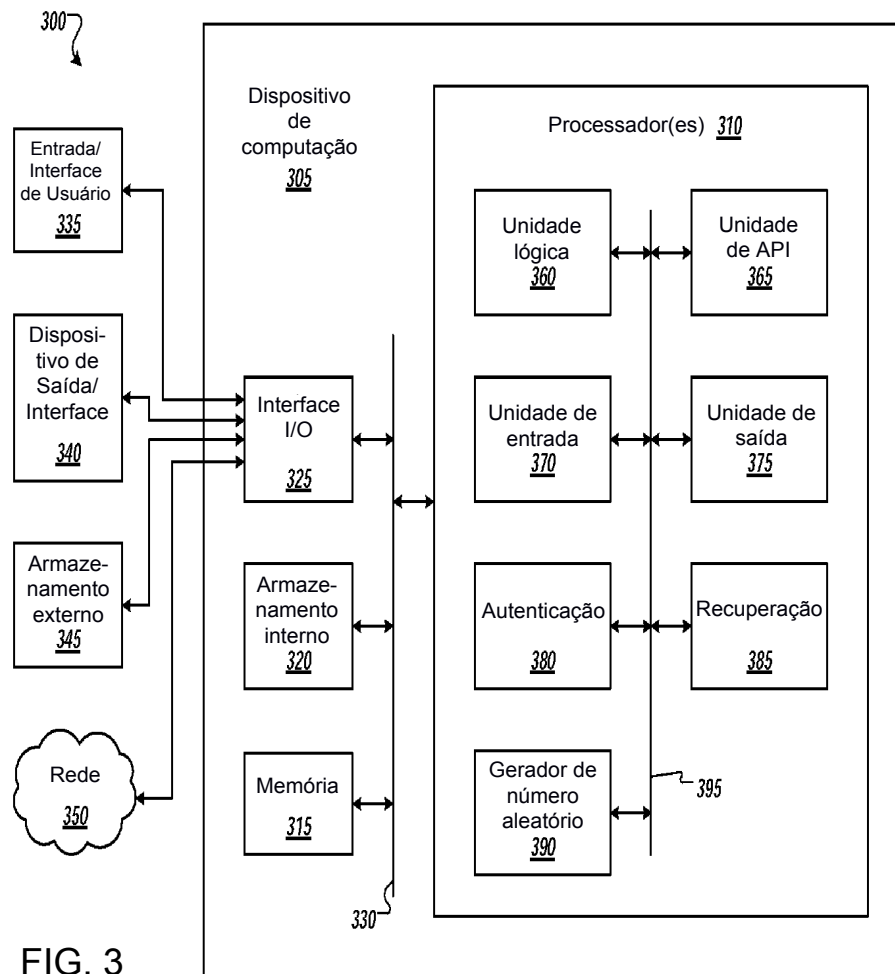 300
Dispositivo
de
computação
305
Processador(es) 310
Entrada/
Interface
de Usuário
335
Unidade
lógica
360
Unidade
de API
365
Disposi-
tivo de
Saída/
Interface
340
Interface
I/O
325
Unidade de
entrada
370
Unidade de
saída
375
Armaze-
namento
externo
345
Armaze-
namento
interno
320
Autenticação
380
Recuperação
385
Rede
350
Memória
315
Gerador de
número
aleatório
390
395
330
FIG. 3